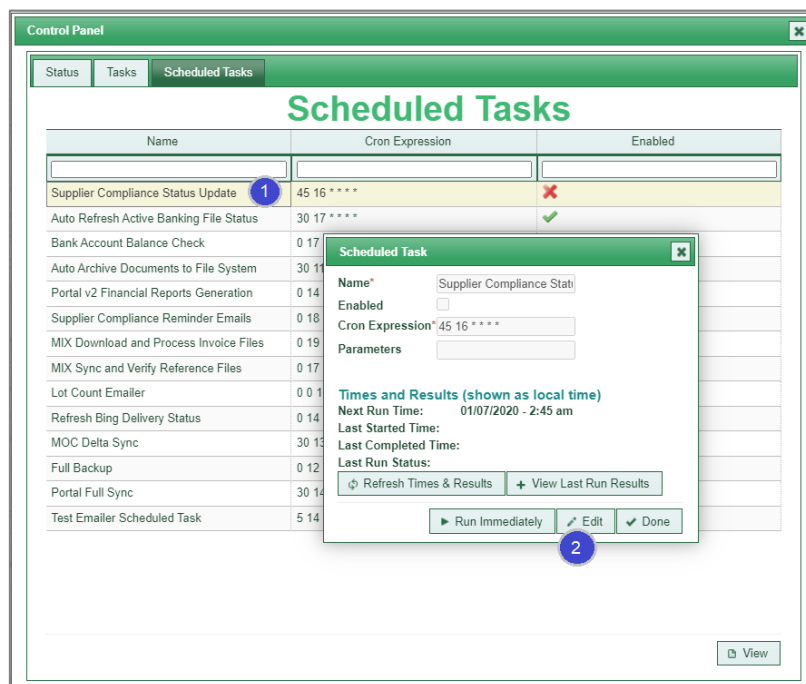 Control Panel
Status Tasks Scheduled Tasks
Scheduled Tasks
Name Cron Expression Enabled
Supplier Compliance Status Update 1 45 16 * * * *
Auto Refresh Active Banking File Status 30 17 * * * *
Bank Account Balance Check 0 17
Auto Archive Documents to File System 30 11
Portal v2 Financial Reports Generation 0 14
Supplier Compliance Reminder Emails 0 18
MIX Download and Process Invoice Files 0 19
MIX Sync and Verify Reference Files 0 17
Lot Count Emailer 0 0 1
Refresh Bing Delivery Status 0 14
MOC Delta Sync 30 13
Full Backup 0 12
Portal Full Sync 30 14
Test Emailer Scheduled Task 5 14
Scheduled Task
Name* Supplier Compliance Statu
Enabled
Cron Expression* 45 16 * * * *
Parameters
Times and Results (shown as local time)
Next Run Time: 01/07/2020 - 2:45 am
Last Started Time:
Last Completed Time:
Last Run Status:
Refresh Times & Results View Last Run Results
Run Immediately Edit Done
2
View